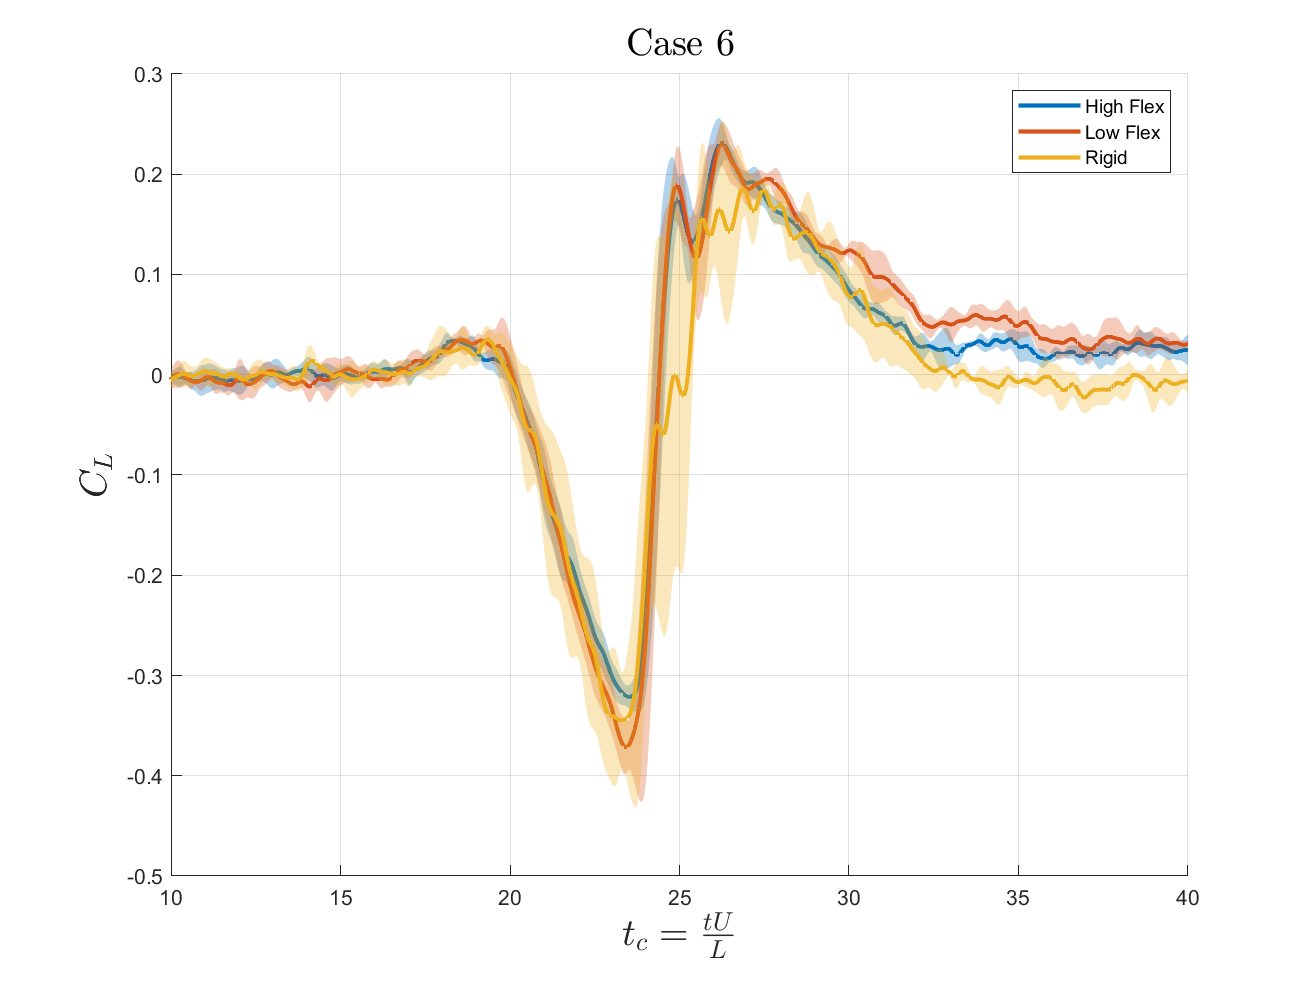 Case 6
High Flex
Low Flex
Rigid
0.3
0.2
0.1
0
-0.1
-0.2
-0.3
-0.4
-0.5
C_L
10 15 20 25 30 35 40
t_c = \frac{tU}{L}